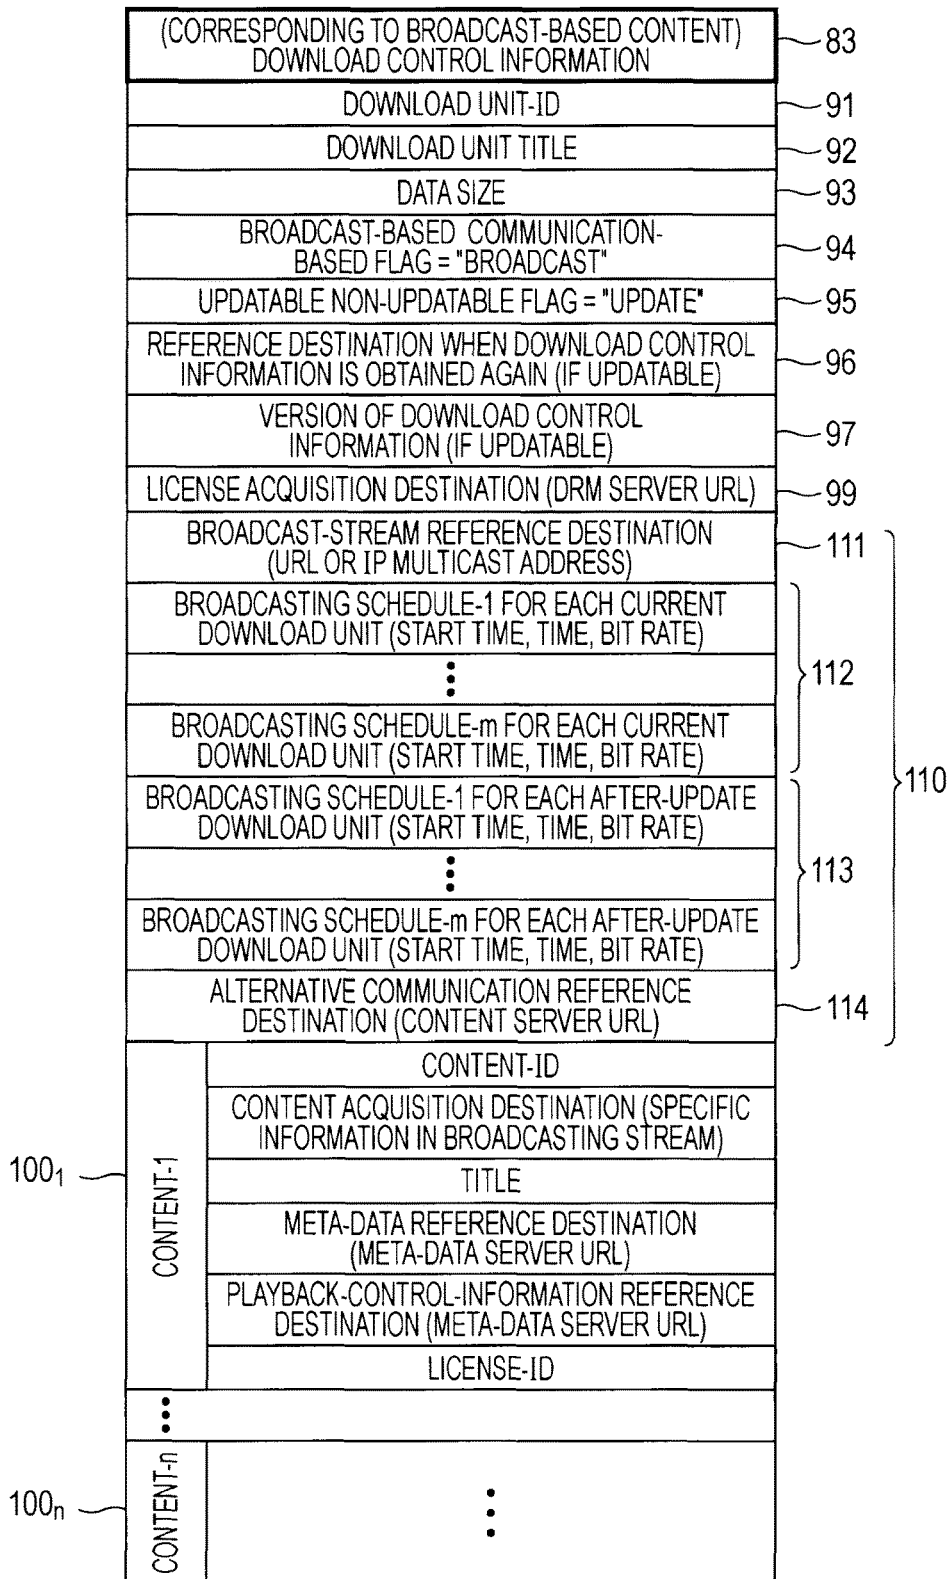 (CORRESPONDING TO BROADCAST-BASED CONTENT)
DOWNLOAD CONTROL INFORMATION
83
DOWNLOAD UNIT-ID
91
DOWNLOAD UNIT TITLE
92
DATA SIZE
93
BROADCAST-BASED COMMUNICATION-
BASED FLAG = "BROADCAST"
94
UPDATABLE NON-UPDATABLE FLAG = "UPDATE"
95
REFERENCE DESTINATION WHEN DOWNLOAD CONTROL
INFORMATION IS OBTAINED AGAIN (IF UPDATABLE)
96
VERSION OF DOWNLOAD CONTROL
INFORMATION (IF UPDATABLE)
97
LICENSE ACQUISITION DESTINATION (DRM SERVER URL)
99
BROADCAST-STREAM REFERENCE DESTINATION
(URL OR IP MULTICAST ADDRESS)
111
BROADCASTING SCHEDULE-1 FOR EACH CURRENT
DOWNLOAD UNIT (START TIME, TIME, BIT RATE)
112
BROADCASTING SCHEDULE-m FOR EACH CURRENT
DOWNLOAD UNIT (START TIME, TIME, BIT RATE)
110
BROADCASTING SCHEDULE-1 FOR EACH AFTER-UPDATE
DOWNLOAD UNIT (START TIME, TIME, BIT RATE)
113
BROADCASTING SCHEDULE-m FOR EACH AFTER-UPDATE
DOWNLOAD UNIT (START TIME, TIME, BIT RATE)
ALTERNATIVE COMMUNICATION REFERENCE
DESTINATION (CONTENT SERVER URL)
114
100₁
CONTENT-1
CONTENT-ID
CONTENT ACQUISITION DESTINATION (SPECIFIC
INFORMATION IN BROADCASTING STREAM)
TITLE
META-DATA REFERENCE DESTINATION
(META-DATA SERVER URL)
PLAYBACK-CONTROL-INFORMATION REFERENCE
DESTINATION (META-DATA SERVER URL)
LICENSE-ID
100ₙ
CONTENT-n